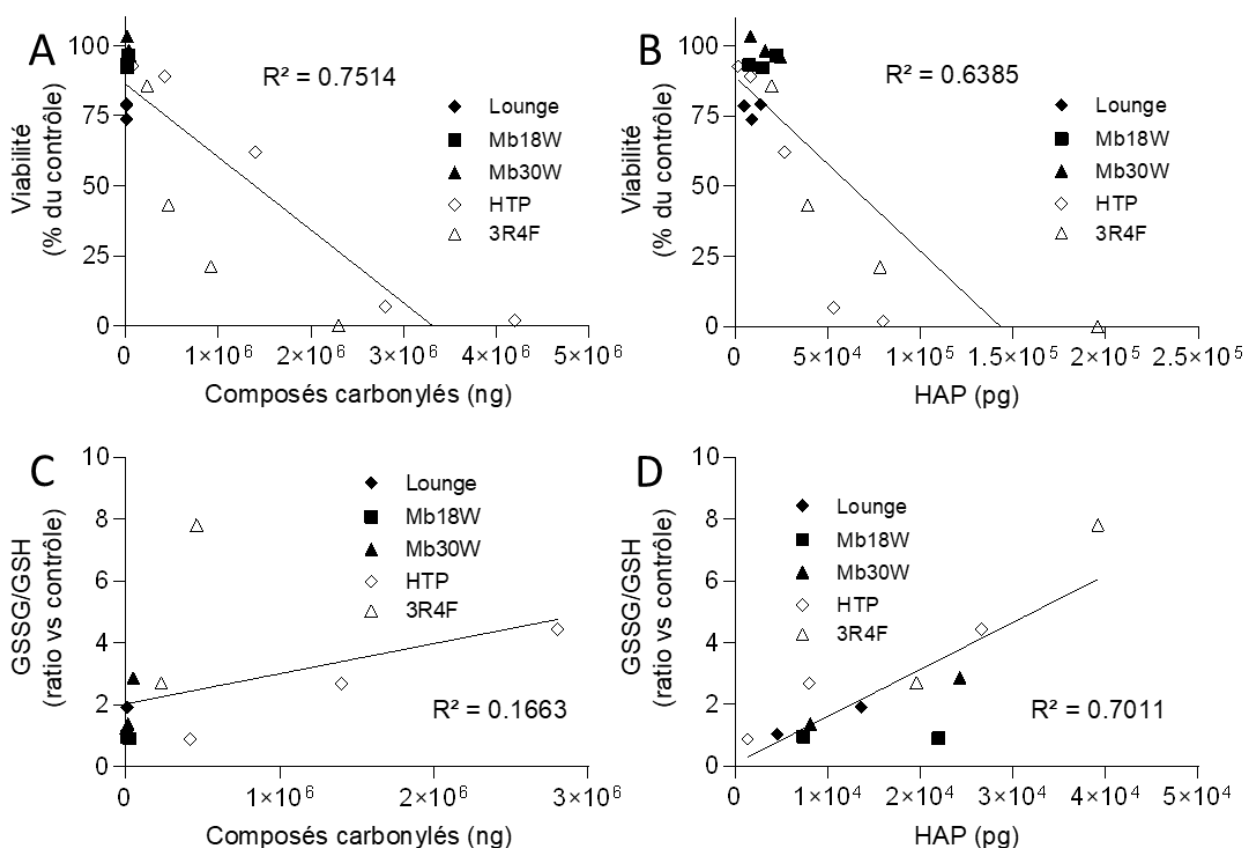 A
Viabilité
(% du contrôle)
100
75
50
25
0
R² = 0.7514
Lounge
Mb18W
Mb30W
HTP
3R4F
0
1×10⁶
2×10⁶
3×10⁶
4×10⁶
5×10⁶
Composés carbonylés (ng)
B
Viabilité
(% du contrôle)
100
75
50
25
0
R² = 0.6385
Lounge
Mb18W
Mb30W
HTP
3R4F
0
5×10⁴
1×10⁵
1.5×10⁵
2×10⁵
2.5×10⁵
HAP (pg)
C
GSSG/GSH
(ratio vs contrôle)
10
8
6
4
2
0
Lounge
Mb18W
Mb30W
HTP
3R4F
R² = 0.1663
0
1×10⁶
2×10⁶
3×10⁶
Composés carbonylés (ng)
D
GSSG/GSH
(ratio vs contrôle)
10
8
6
4
2
0
Lounge
Mb18W
Mb30W
HTP
3R4F
R² = 0.7011
0
1×10⁴
2×10⁴
3×10⁴
4×10⁴
5×10⁴
HAP (pg)